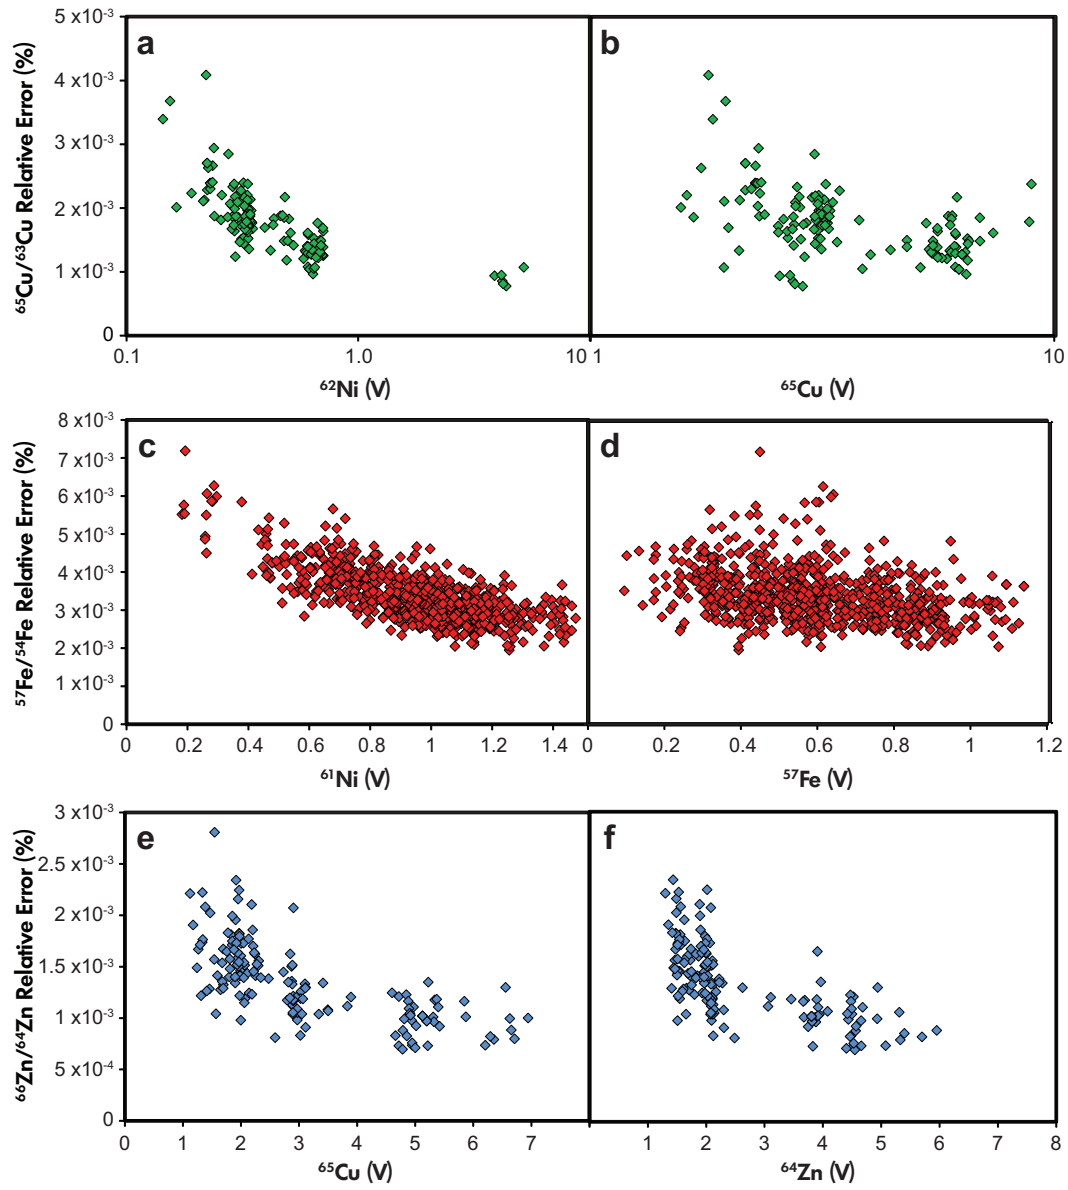 a
b
⁶⁵Cu/⁶³Cu Relative Error (%)
5 x10⁻³
4 x10⁻³
3 x10⁻³
2 x10⁻³
1 x10⁻³
0
0.1 1.0 10 1 10
⁶²Ni (V)
⁶⁵Cu (V)
c
d
⁵⁷Fe/⁵⁴Fe Relative Error (%)
8 x10⁻³
7 x10⁻³
6 x10⁻³
5 x10⁻³
4 x10⁻³
3 x10⁻³
2 x10⁻³
1 x10⁻³
0
0 0.2 0.4 0.6 0.8 1 1.2 1.4 0 0.2 0.4 0.6 0.8 1 1.2
⁶¹Ni (V)
⁵⁷Fe (V)
e
f
⁶⁶Zn/⁶⁴Zn Relative Error (%)
3 x10⁻³
2.5 x10⁻³
2 x10⁻³
1.5 x10⁻³
1 x10⁻³
5 x10⁻⁴
0
0 1 2 3 4 5 6 7 1 2 3 4 5 6 7 8
⁶⁵Cu (V)
⁶⁴Zn (V)